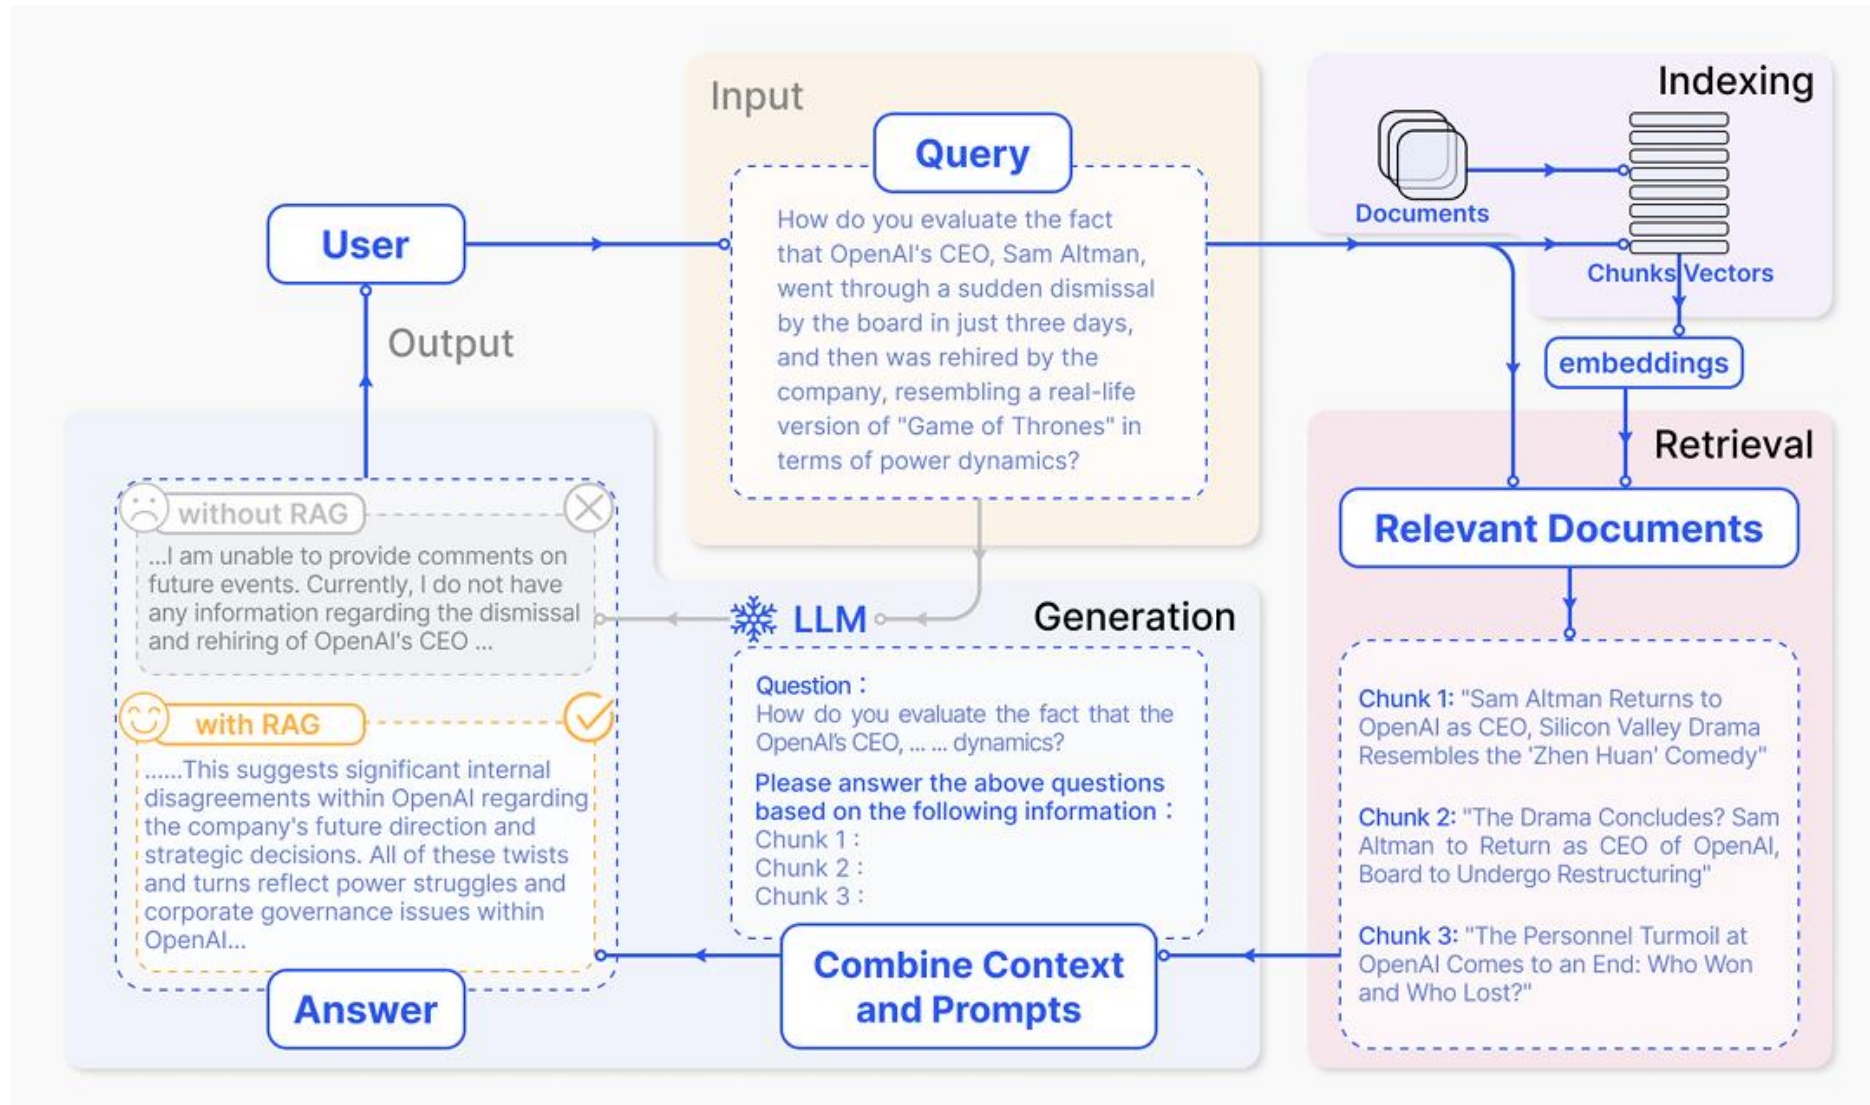 Input
Query
How do you evaluate the fact
that OpenAI's CEO, Sam Altman,
went through a sudden dismissal
by the board in just three days,
and then was rehired by the
company, resembling a real-life
version of "Game of Thrones" in
terms of power dynamics?
Indexing
Documents
Chunks Vectors
embeddings
User
Output
Retrieval
Relevant Documents
Chunk 1: "Sam Altman Returns to
OpenAI as CEO, Silicon Valley Drama
Resembles the 'Zhen Huan' Comedy"
Chunk 2: "The Drama Concludes? Sam
Altman to Return as CEO of OpenAI,
Board to Undergo Restructuring"
Chunk 3: "The Personnel Turmoil at
OpenAI Comes to an End: Who Won
and Who Lost?"
LLM
Generation
Question :
How do you evaluate the fact that the
OpenAI's CEO, ... ... dynamics?
Please answer the above questions
based on the following information :
Chunk 1 :
Chunk 2 :
Chunk 3 :
Combine Context
and Prompts
without RAG
...I am unable to provide comments on
future events. Currently, I do not have
any information regarding the dismissal
and rehiring of OpenAI's CEO ...
with RAG
......This suggests significant internal
disagreements within OpenAI regarding
the company's future direction and
strategic decisions. All of these twists
and turns reflect power struggles and
corporate governance issues within
OpenAI...
Answer